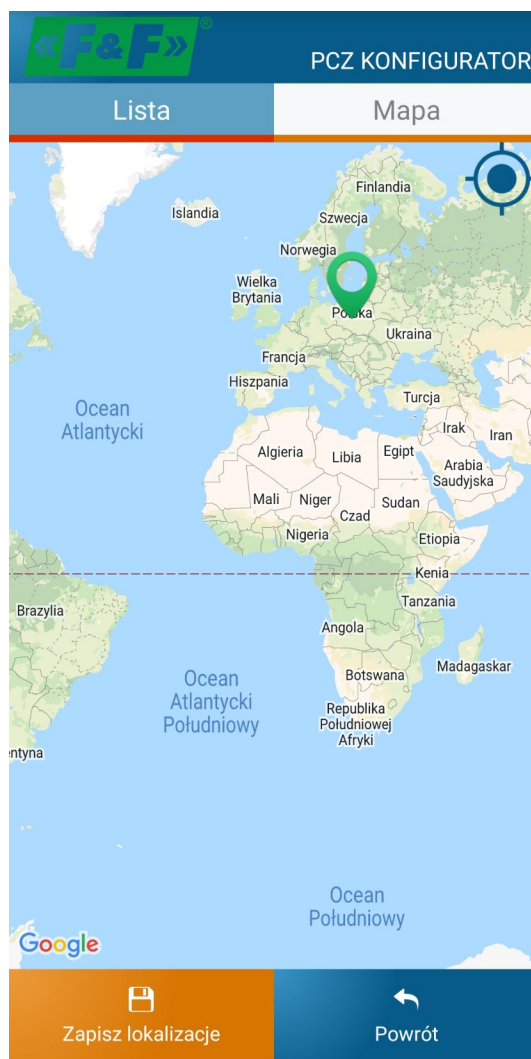 «F&F»®
PCZ KONFIGURATOR
Lista
Mapa
Finlandia
Islandia
Szwecja
Norwegia
Wielka
Brytania
Polska
Ukraina
Francja
Hiszpania
Turcja
Ocean
Atlantycki
Irak
Iran
Algieria
Libia
Egipt
Arabia
Saudyjska
Mali
Niger
Sudan
Czad
Nigeria
Etiopia
Kenia
Brazylia
Tanzania
Angola
Ocean
Atlantycki
Południowy
Botswana
Madagaskar
Republika
Południowej
Afryki
entyna
Ocean
Południowy
Google
Zapisz lokalizacje
Powrót